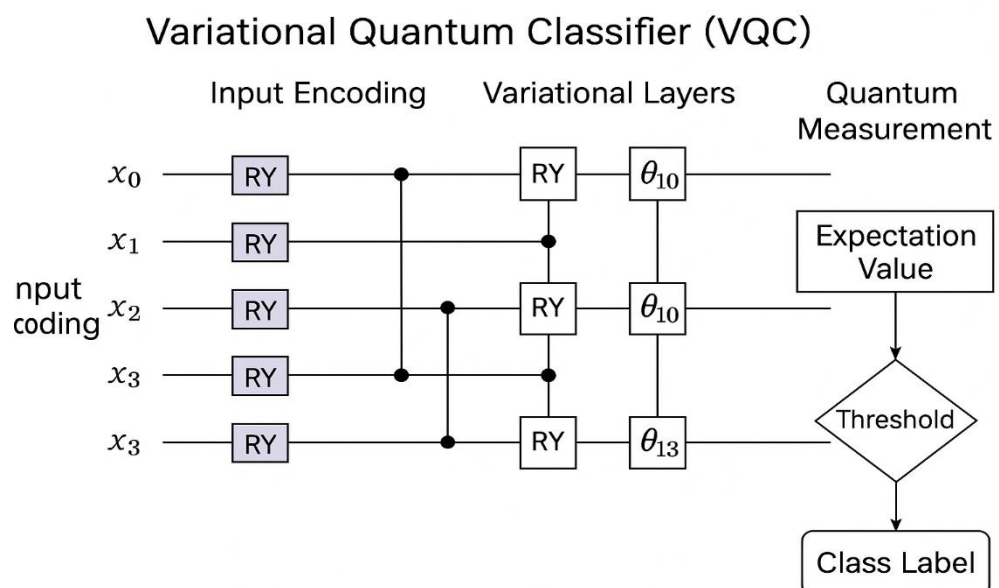 Variational Quantum Classifier (VQC)
Input Encoding
Variational Layers
Quantum
Measurement
x₀ RY RY θ₁₀
x₁ RY
nput
coding
x₂ RY RY θ₁₀
x₃ RY
x₃ RY RY θ₁₃
Expectation
Value
Threshold
Class Label